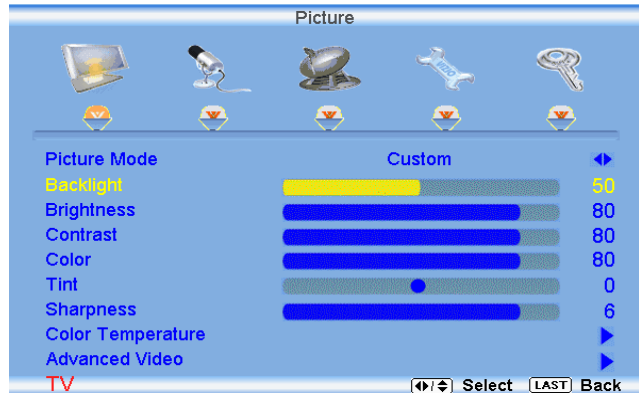 Picture
Picture Mode Custom
Backlight 50
Brightness 80
Contrast 80
Color 80
Tint 0
Sharpness 6
Color Temperature
Advanced Video
TV Select LAST Back